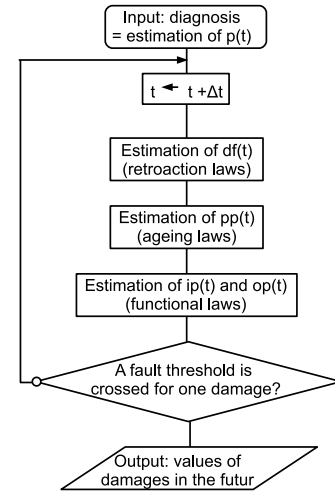 Input: diagnosis
= estimation of p(t)
t ← t +Δt
Estimation of df(t)
(retroaction laws)
Estimation of pp(t)
(ageing laws)
Estimation of ip(t) and op(t)
(functional laws)
A fault threshold is
crossed for one damage?
Output: values of
damages in the futur